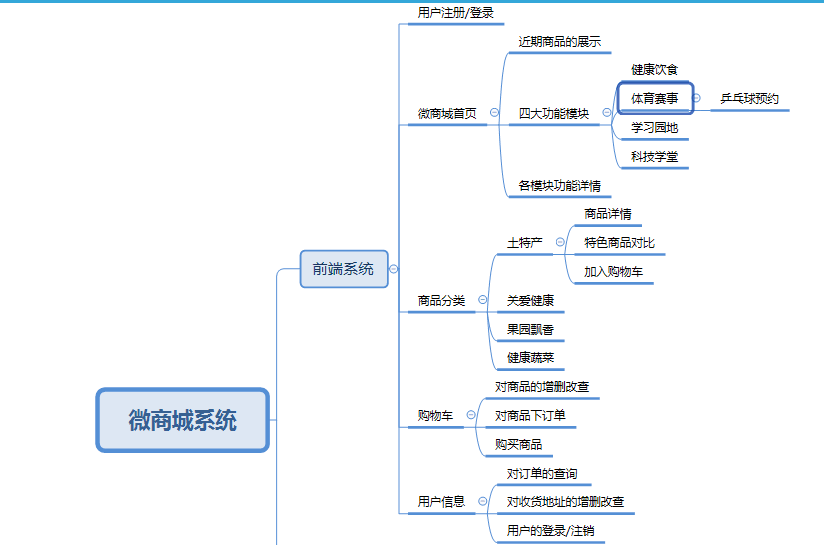 用户注册/登录
近期商品的展示
健康饮食
体育赛事
乒乓球预约
微商城首页
四大功能模块
学习园地
科技学堂
各模块功能详情
商品详情
土特产
特色商品对比
前端系统
加入购物车
商品分类
关爱健康
果园飘香
健康蔬菜
对商品的增删改查
微商城系统
购物车
对商品下订单
购买商品
对订单的查询
用户信息
对收货地址的增删改查
用户的登录/注销